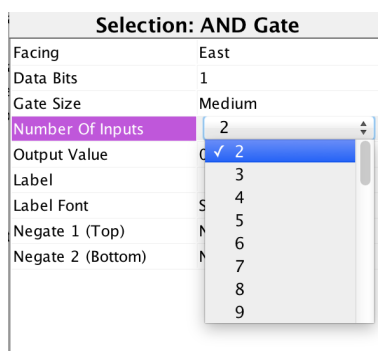 Selection: AND Gate
Facing East
Data Bits 1
Gate Size Medium
Number Of Inputs 2
Output Value
Label
Label Font
Negate 1 (Top)
Negate 2 (Bottom)
✓ 2
3
4
5
6
7
8
9